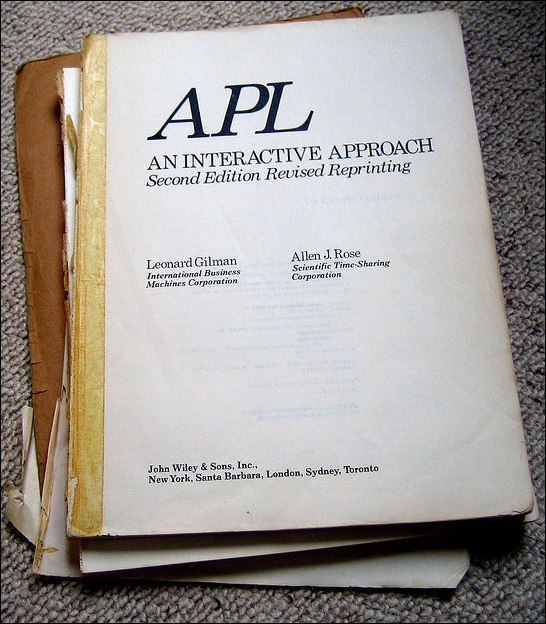 APL
AN INTERACTIVE APPROACH
Second Edition Revised Reprinting
Leonard Gilman
International Business
Machines Corporation
Allen J. Rose
Scientific Time-Sharing
Corporation
John Wiley & Sons, Inc.,
New York, Santa Barbara, London, Sydney, Toronto